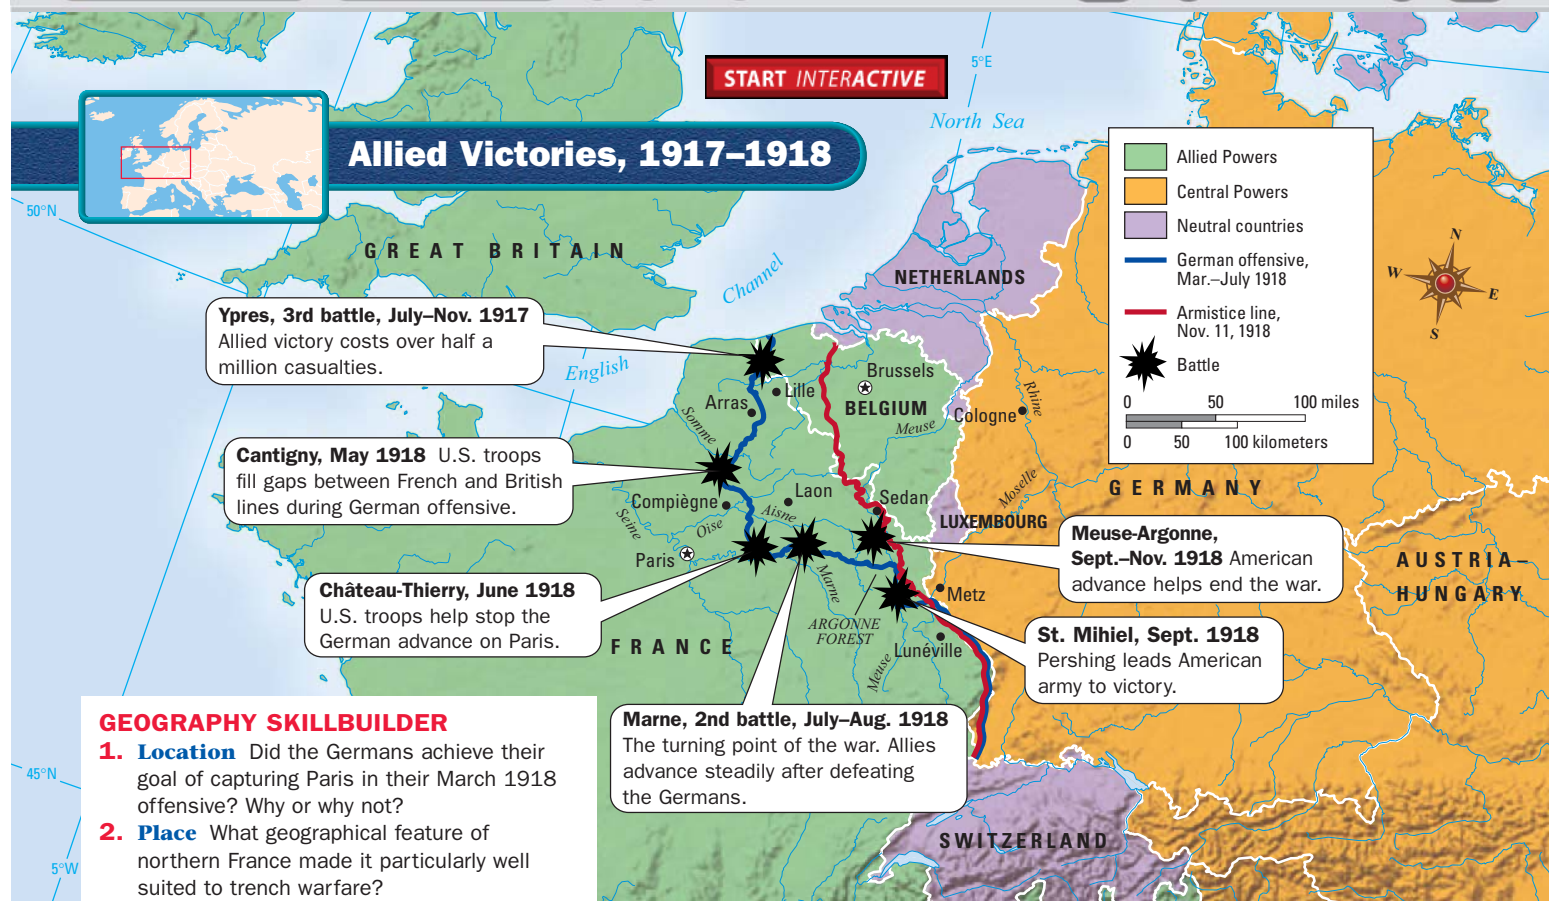 START INTERACTIVE
5°E
North Sea
Allied Victories, 1917–1918
50°N
GREAT BRITAIN
Channel
English
NETHERLANDS
Allied Powers
Central Powers
Neutral countries
German offensive,
Mar.–July 1918
Armistice line,
Nov. 11, 1918
Battle
0 50 100 miles
0 50 100 kilometers
N
W
E
S
Ypres, 3rd battle, July–Nov. 1917
Allied victory costs over half a
million casualties.
Brussels
Lille
Arras
BELGIUM
Cologne
Rhine
Somme
Meuse
Cantigny, May 1918 U.S. troops
fill gaps between French and British
lines during German offensive.
Laon
Compiègne
Sedan
Moselle
GERMANY
Aisne
Seine
Oise
LUXEMBOURG
Paris
Meuse-Argonne,
Sept.–Nov. 1918 American
advance helps end the war.
AUSTRIA–
HUNGARY
Château-Thierry, June 1918
U.S. troops help stop the
German advance on Paris.
Marne
Metz
ARGONNE
FOREST
FRANCE
Lunéville
Meuse
St. Mihiel, Sept. 1918
Pershing leads American
army to victory.
Marne, 2nd battle, July–Aug. 1918
The turning point of the war. Allies
advance steadily after defeating
the Germans.
SWITZERLAND
45°N
5°W
GEOGRAPHY SKILLBUILDER
1. Location Did the Germans achieve their
goal of capturing Paris in their March 1918
offensive? Why or why not?
2. Place What geographical feature of
northern France made it particularly well
suited to trench warfare?